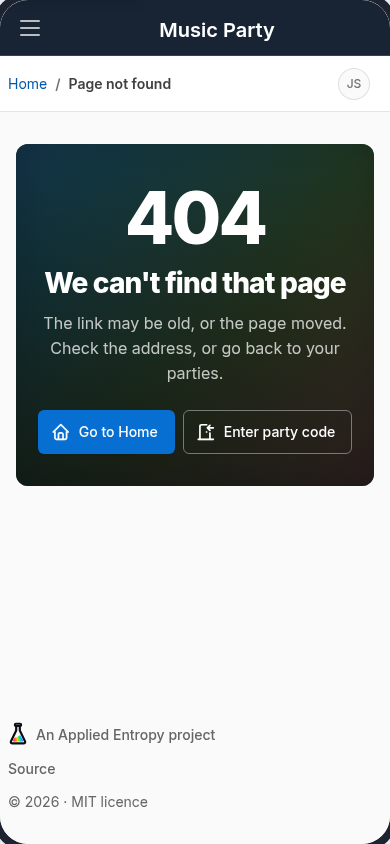 Music Party
Home / Page not found
JS
404
We can't find that page
The link may be old, or the page moved.
Check the address, or go back to your
parties.
Go to Home
Enter party code
An Applied Entropy project
Source
© 2026 · MIT licence